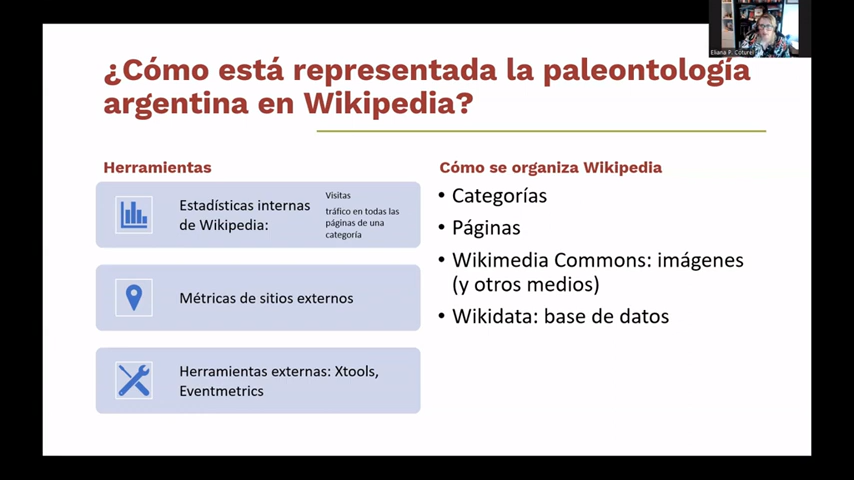 ¿Cómo está representada la paleontología
argentina en Wikipedia?
Herramientas
Estadísticas internas
de Wikipedia:
Visitas
tráfico en todas las
páginas de una
categoría
Métricas de sitios externos
Herramientas externas: Xtools,
Eventmetrics
Cómo se organiza Wikipedia
• Categorías
• Páginas
• Wikimedia Commons: imágenes
(y otros medios)
• Wikidata: base de datos
Eliana P. Coturel